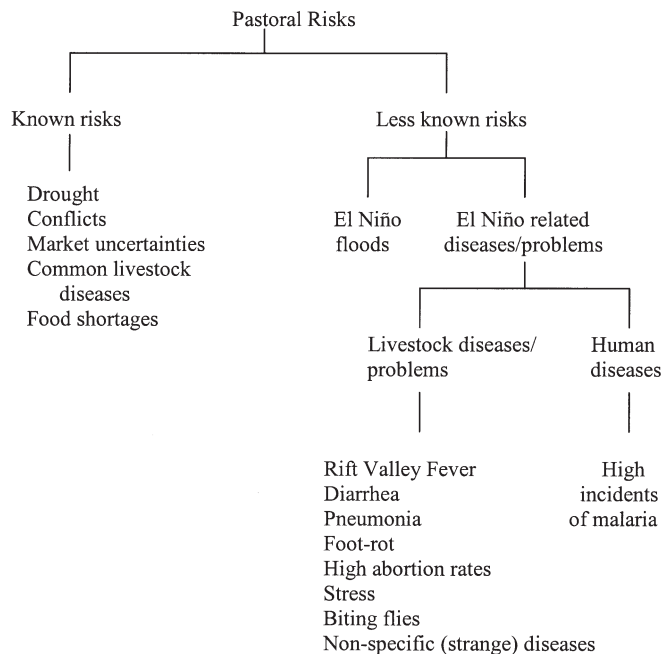 Pastoral Risks
Known risks
Less known risks
Drought
Conflicts
Market uncertainties
Common livestock
diseases
Food shortages
El Niño
floods
El Niño related
diseases/problems
Livestock diseases/
problems
Human
diseases
Rift Valley Fever
Diarrhea
Pneumonia
Foot-rot
High abortion rates
Stress
Biting flies
Non-specific (strange) diseases
High
incidents
of malaria